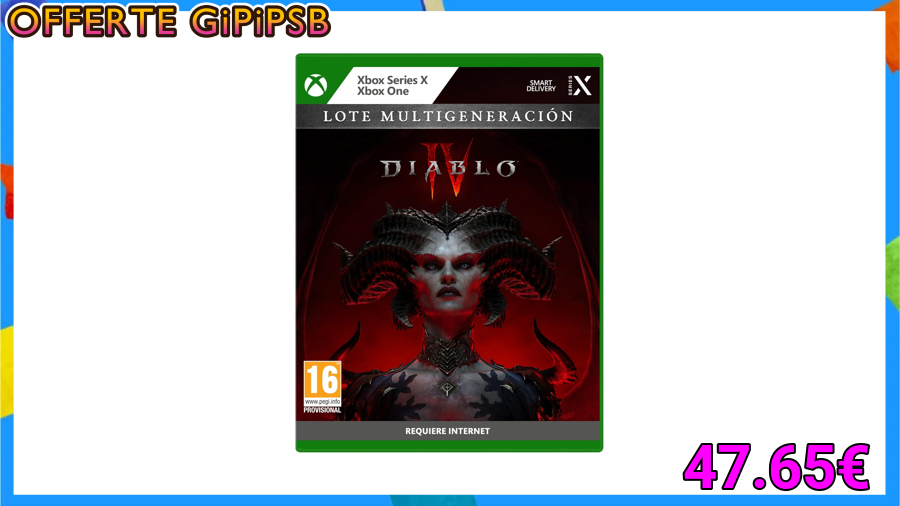 OFFERTE GiPiPSB
Xbox Series X
Xbox One
SMART
DELIVERY
SERIES X
LOTE MULTIGENERACIÓN
DIABLO
IV
16
www.pegi.info
PROVISIONAL
REQUIERE INTERNET
47.65€